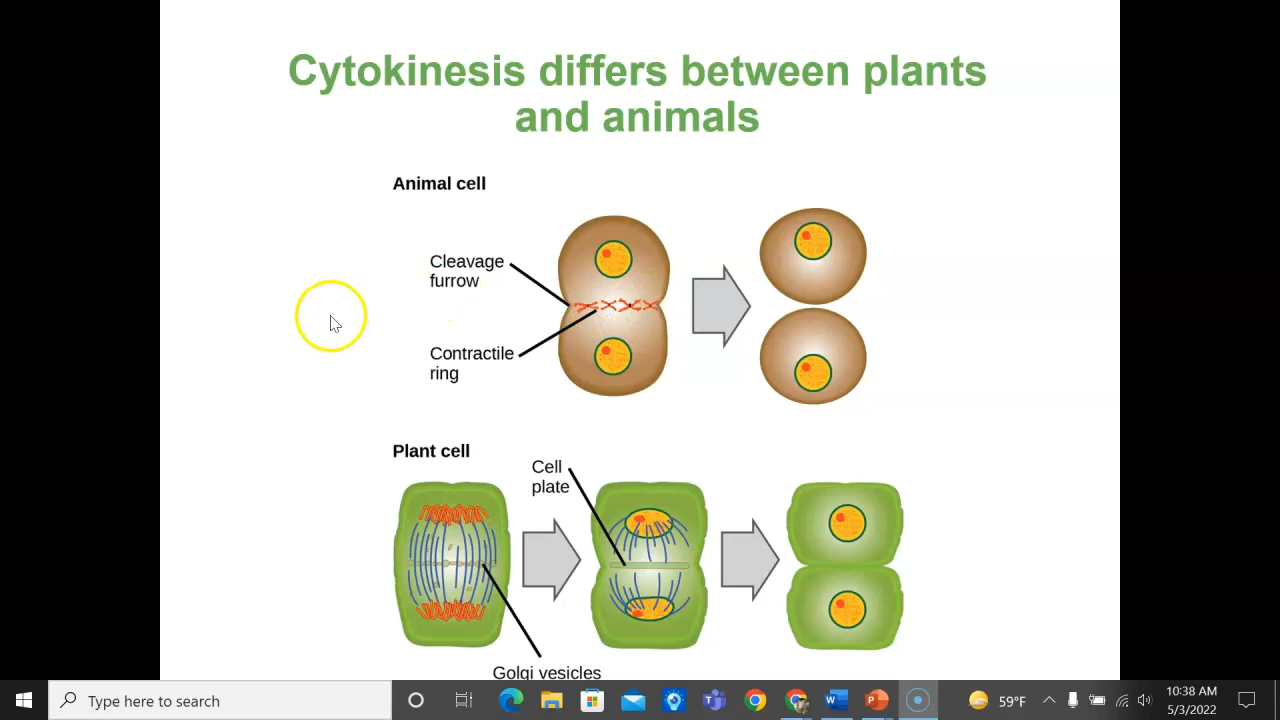 Cytokinesis differs between plants
and animals
Animal cell
Cleavage
furrow
Contractile
ring
Plant cell
Cell
plate
Golgi vesicles
Type here to search
59°F
10:38 AM
5/3/2022